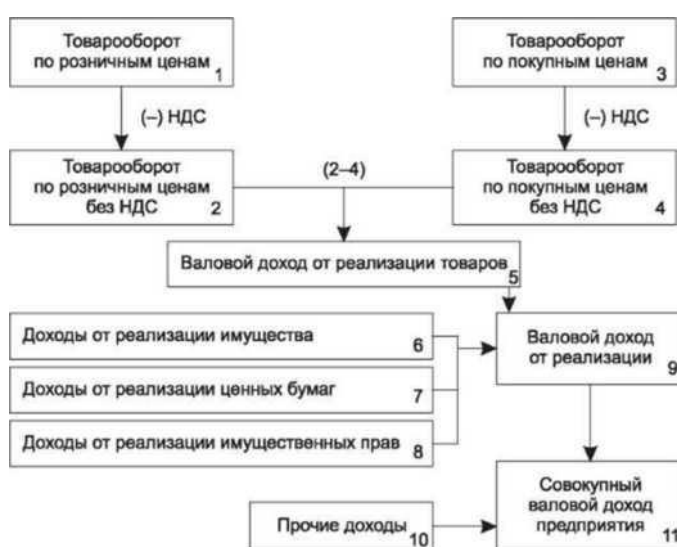 Товарооборот
по розничным ценам
1
Товарооборот
по покупным ценам
3
(–) НДС
(–) НДС
Товарооборот
по розничным ценам
без НДС
2
(2–4)
Товарооборот
по покупным ценам
без НДС
4
Валовой доход от реализации товаров
5
Доходы от реализации имущества
6
Доходы от реализации ценных бумаг
7
Доходы от реализации имущественных прав
8
Валовой доход
от реализации
9
Прочие доходы
10
Совокупный
валовой доход
предприятия
11